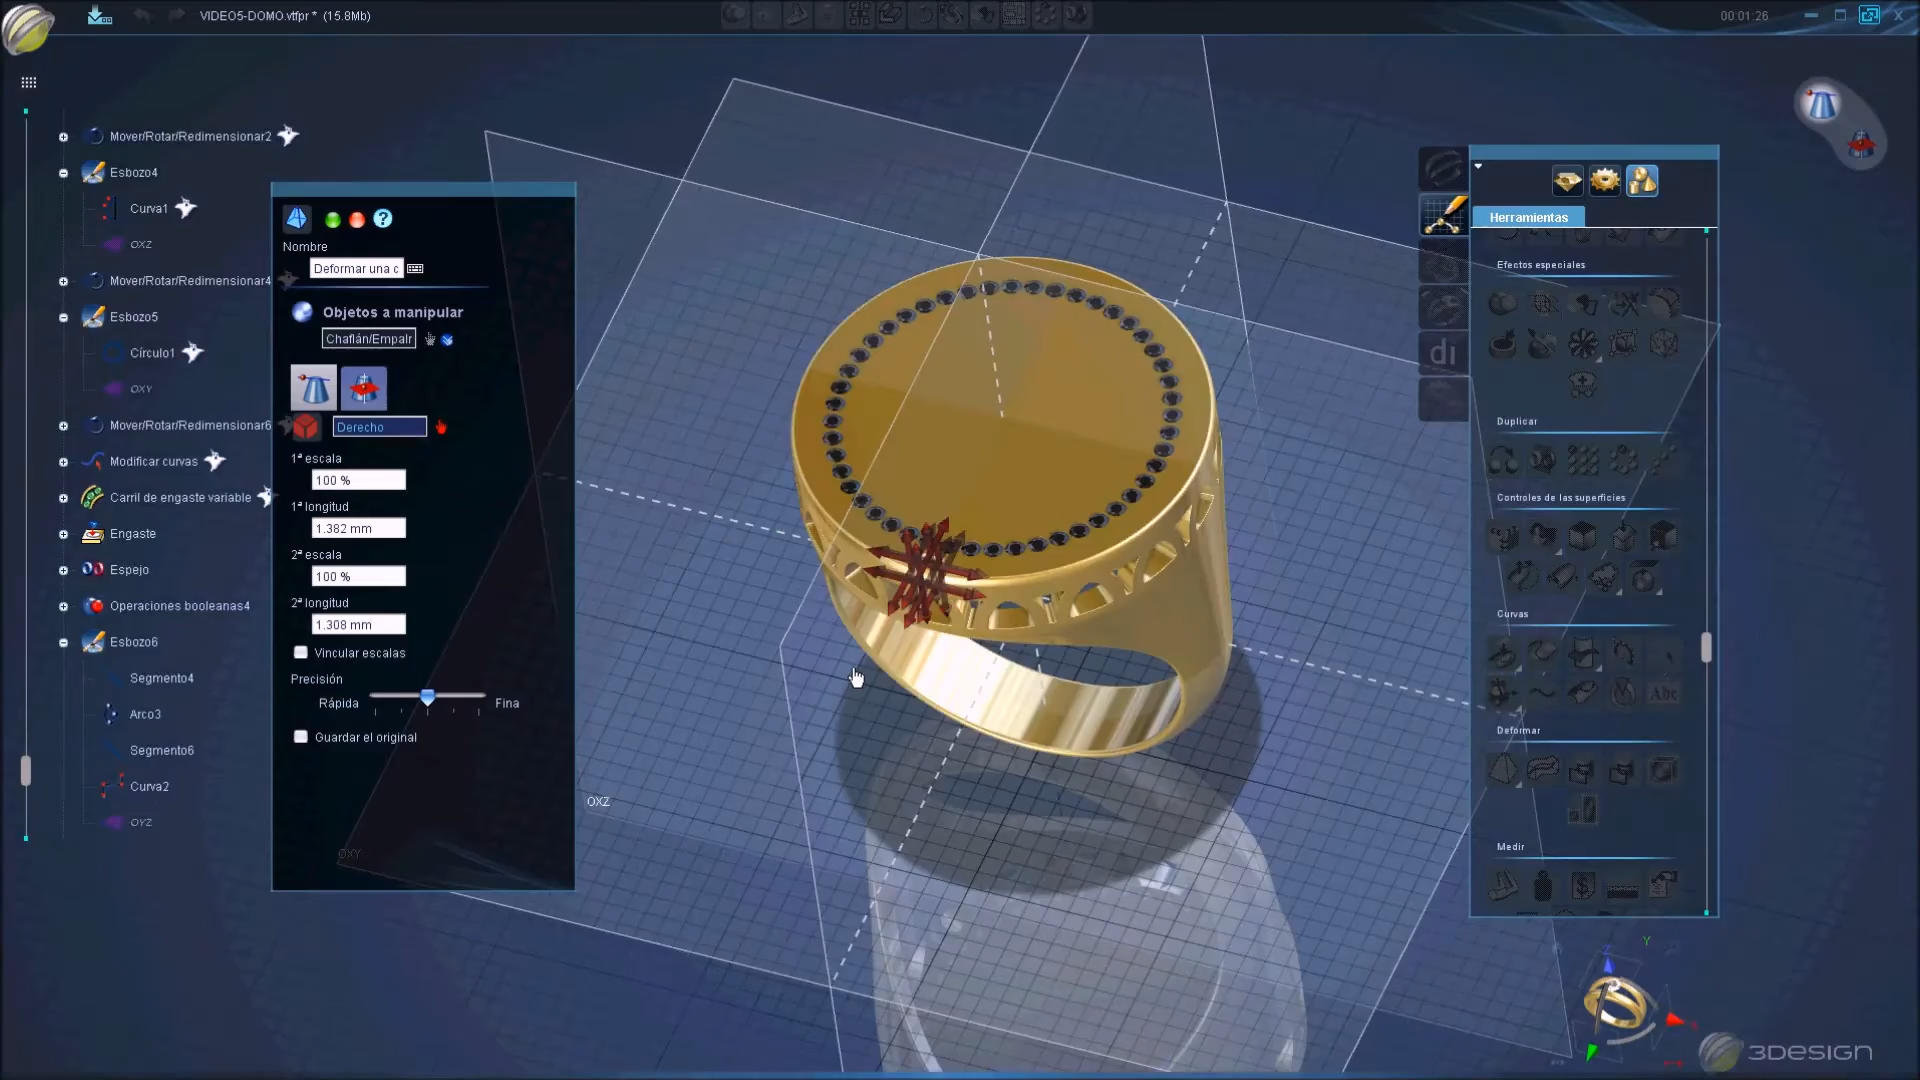 VIDEO5-DOMO.vtfpr * (15.8Mb)
00:01:26
Mover/Rotar/Redimensionar2
Esbozo4
Curva1
OXZ
Mover/Rotar/Redimensionar4
Esbozo5
Círculo1
OXY
Mover/Rotar/Redimensionar6
Modificar curvas
Carril de engaste variable
Engaste
Espejo
Operaciones booleanas4
Esbozo6
Segmento4
Arco3
Segmento6
Curva2
OYZ
Nombre
Deformar una c
Objetos a manipular
Chaflán/Empalr
Derecho
1ª escala
100 %
1ª longitud
1.382 mm
2ª escala
100 %
2ª longitud
1.308 mm
Vincular escalas
Precisión
Rápida
Fina
Guardar el original
OXY
OXZ
di
Herramientas
Efectos especiales
Duplicar
Controles de las superficies
Curvas
Abc
Deformar
Medir
Z
Y
3DESIGN